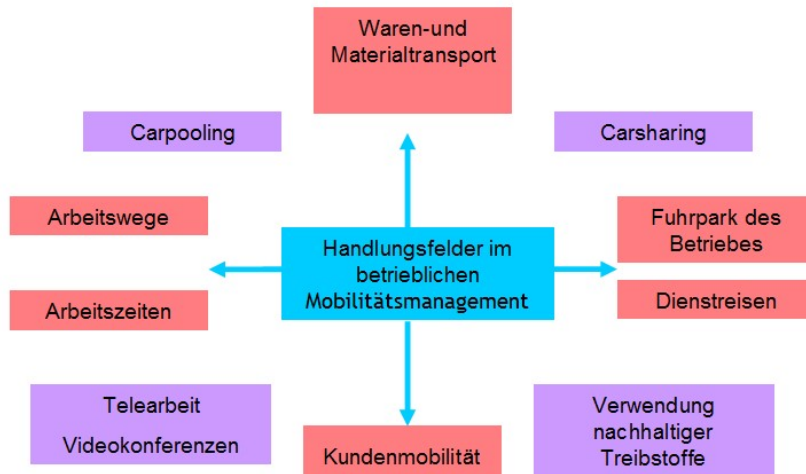 Waren-und
Materialtransport
Carpooling
Carsharing
Arbeitswege
Fuhrpark des
Betriebes
Handlungsfelder im
betrieblichen
Mobilitätsmanagement
Arbeitszeiten
Dienstreisen
Telearbeit
Videokonferenzen
Kundenmobilität
Verwendung
nachhaltiger
Treibstoffe